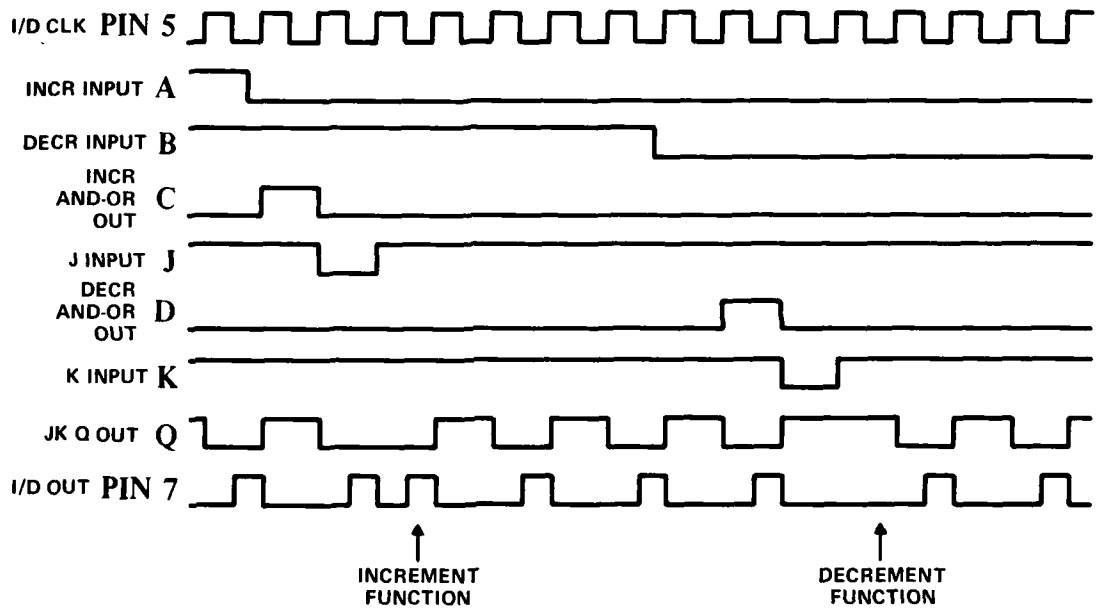 I/D CLK PIN 5
INCR INPUT A
DECR INPUT B
INCR
AND-OR C
OUT
J INPUT J
DECR
AND-OR D
OUT
K INPUT K
JK Q OUT Q
I/D OUT PIN 7
INCREMENT
FUNCTION
DECREMENT
FUNCTION